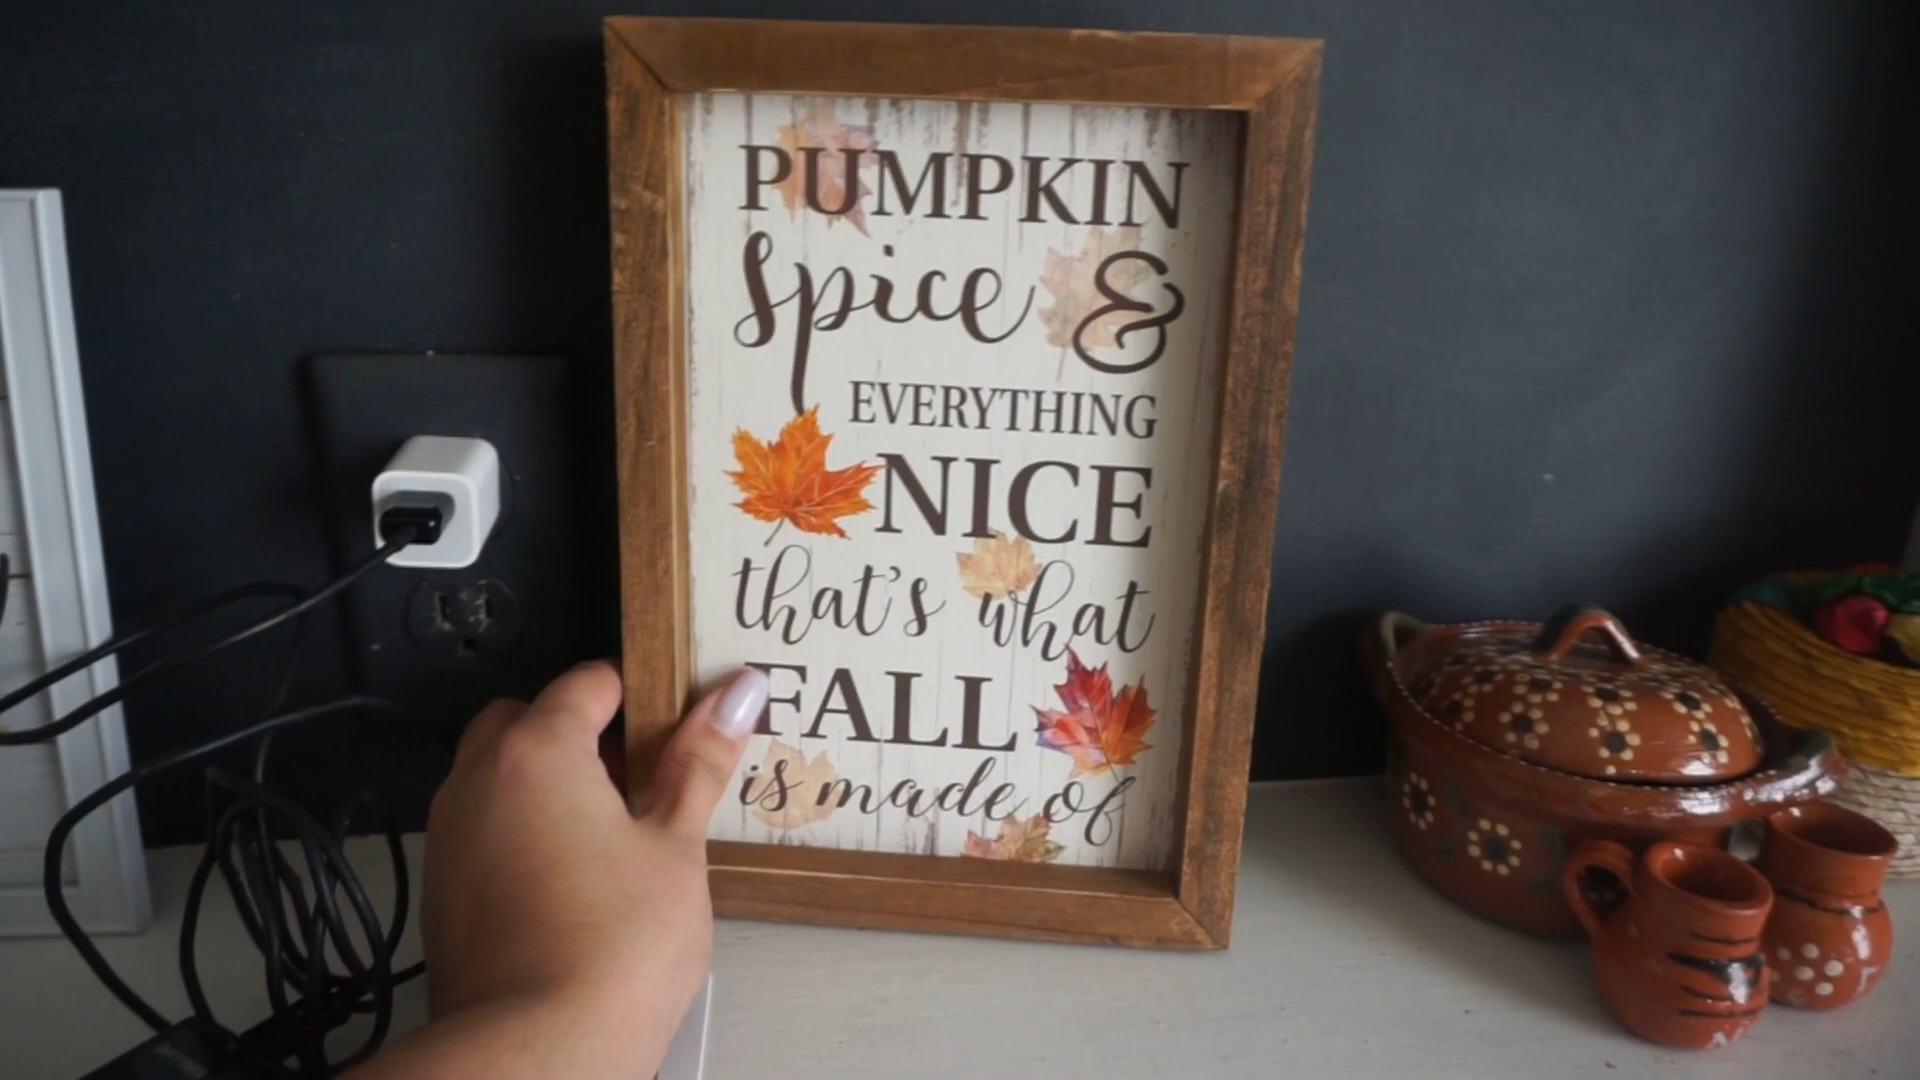 PUMPKIN
Spice &
EVERYTHING
NICE
that's what
FALL
is made of